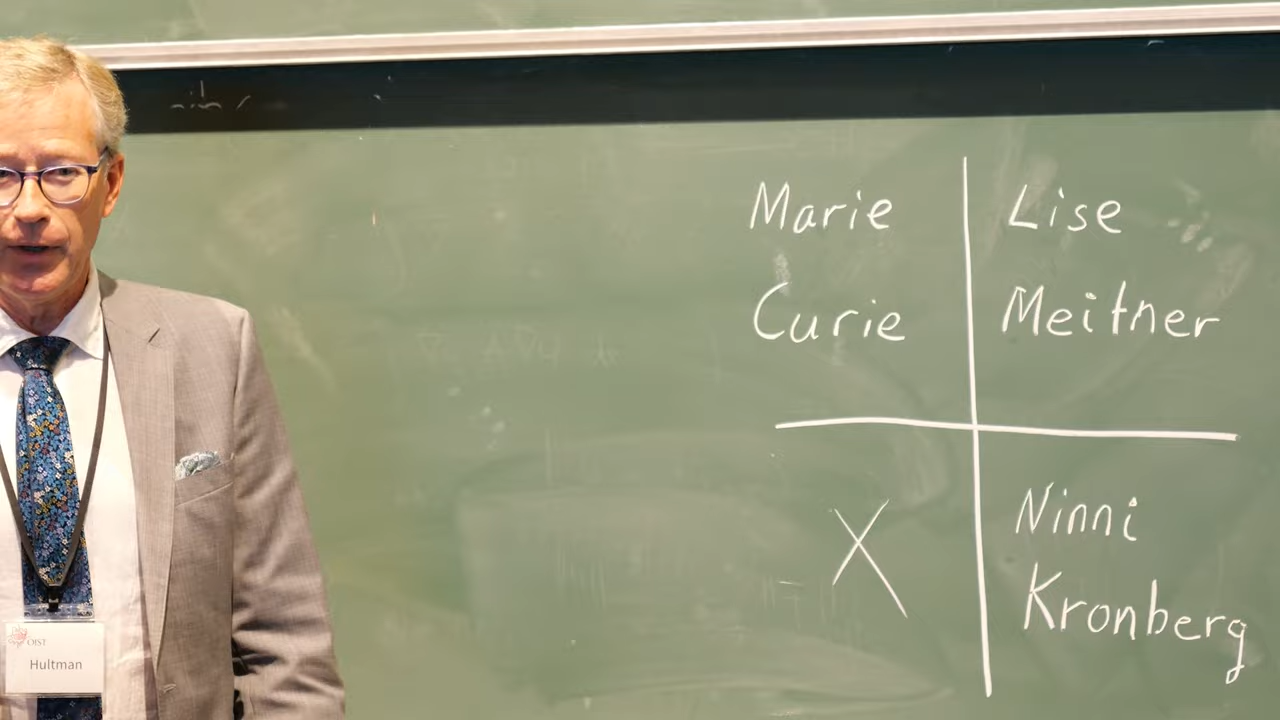 Marie
Curie
Lise
Meitner
X
Ninni
Kronberg
OIST
Hultman